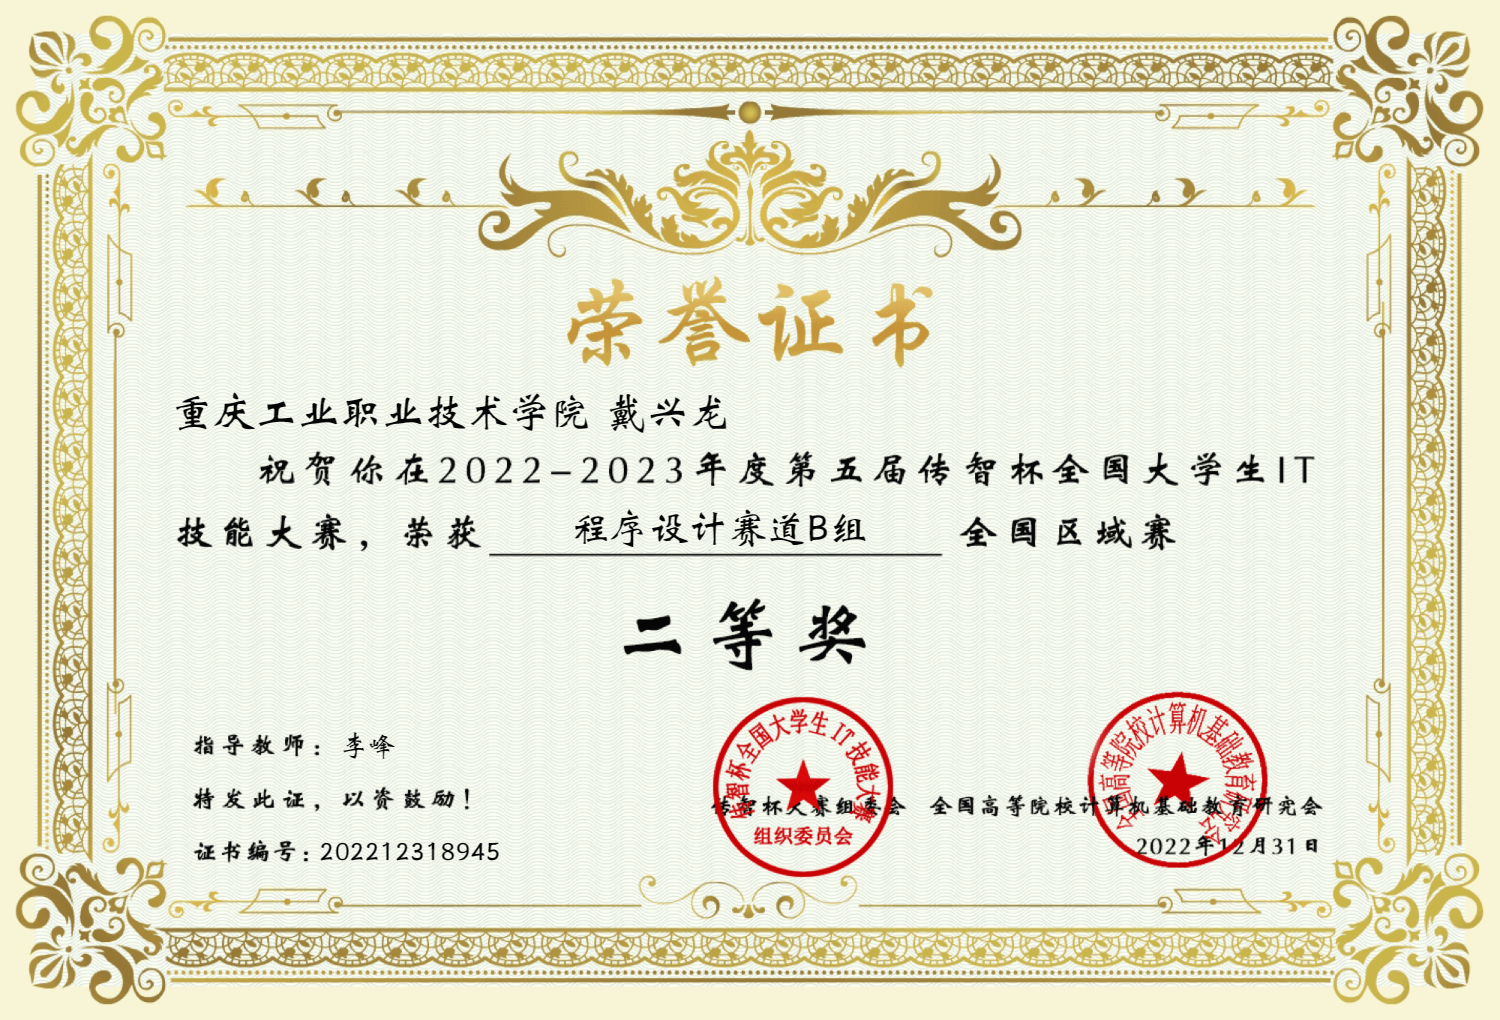 荣誉证书
重庆工业职业技术学院 戴兴龙
祝贺你在2022-2023年度第五届传智杯全国大学生IT
技能大赛，荣获 程序设计赛道B组 全国区域赛
二等奖
指导教师：李峰
特发此证，以资鼓励！
证书编号：202212318945
传智杯全国大学生IT技能大赛
组织委员会
传智杯大赛组委会 全国高等院校计算机基础教育研究会
2022年12月31日
全国高等院校计算机基础教育研究会